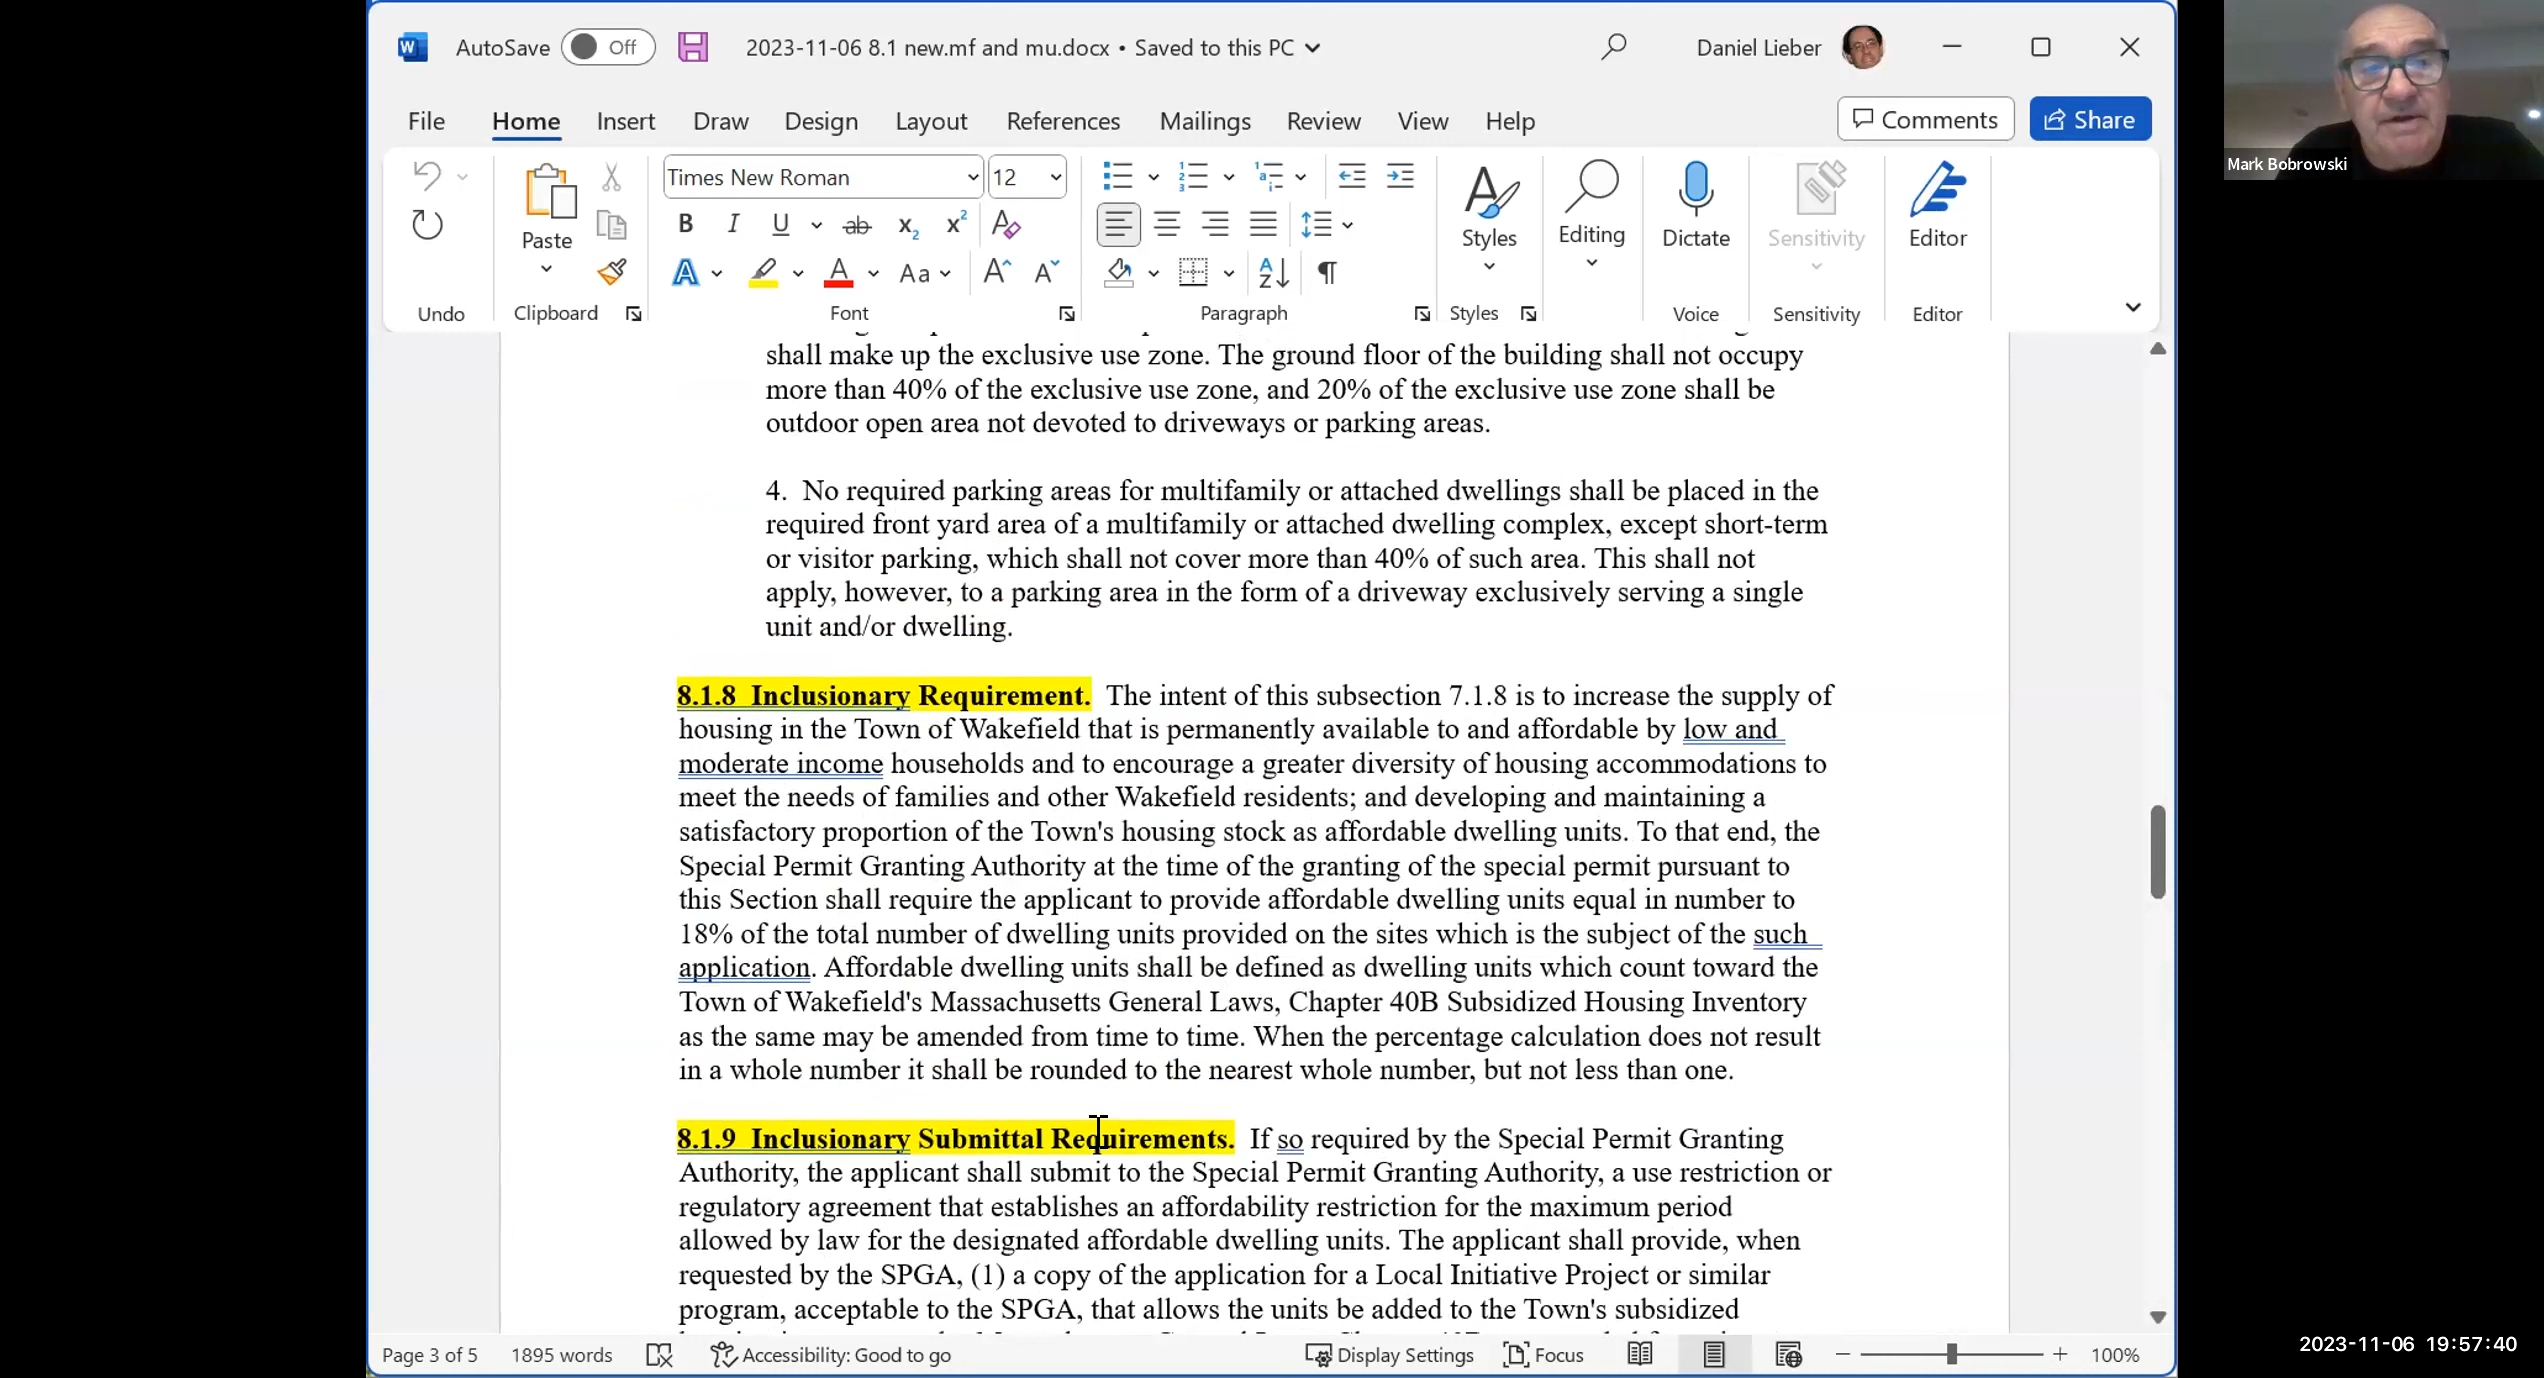 AutoSave Off 2023-11-06 8.1 new.mf and mu.docx • Saved to this PC Daniel Lieber
File Home Insert Draw Design Layout References Mailings Review View Help Comments Share
Times New Roman 12
Paste Styles Editing Dictate Sensitivity Editor
Undo Clipboard Font Paragraph Styles Voice Sensitivity Editor
shall make up the exclusive use zone. The ground floor of the building shall not occupy
more than 40% of the exclusive use zone, and 20% of the exclusive use zone shall be
outdoor open area not devoted to driveways or parking areas.
4. No required parking areas for multifamily or attached dwellings shall be placed in the
required front yard area of a multifamily or attached dwelling complex, except short-term
or visitor parking, which shall not cover more than 40% of such area. This shall not
apply, however, to a parking area in the form of a driveway exclusively serving a single
unit and/or dwelling.
8.1.8 Inclusionary Requirement. The intent of this subsection 7.1.8 is to increase the supply of
housing in the Town of Wakefield that is permanently available to and affordable by low and
moderate income households and to encourage a greater diversity of housing accommodations to
meet the needs of families and other Wakefield residents; and developing and maintaining a
satisfactory proportion of the Town's housing stock as affordable dwelling units. To that end, the
Special Permit Granting Authority at the time of the granting of the special permit pursuant to
this Section shall require the applicant to provide affordable dwelling units equal in number to
18% of the total number of dwelling units provided on the sites which is the subject of the such
application. Affordable dwelling units shall be defined as dwelling units which count toward the
Town of Wakefield's Massachusetts General Laws, Chapter 40B Subsidized Housing Inventory
as the same may be amended from time to time. When the percentage calculation does not result
in a whole number it shall be rounded to the nearest whole number, but not less than one.
8.1.9 Inclusionary Submittal Requirements. If so required by the Special Permit Granting
Authority, the applicant shall submit to the Special Permit Granting Authority, a use restriction or
regulatory agreement that establishes an affordability restriction for the maximum period
allowed by law for the designated affordable dwelling units. The applicant shall provide, when
requested by the SPGA, (1) a copy of the application for a Local Initiative Project or similar
program, acceptable to the SPGA, that allows the units be added to the Town's subsidized
Page 3 of 5 1895 words Accessibility: Good to go Display Settings Focus 100%
Mark Bobrowski
2023-11-06 19:57:40